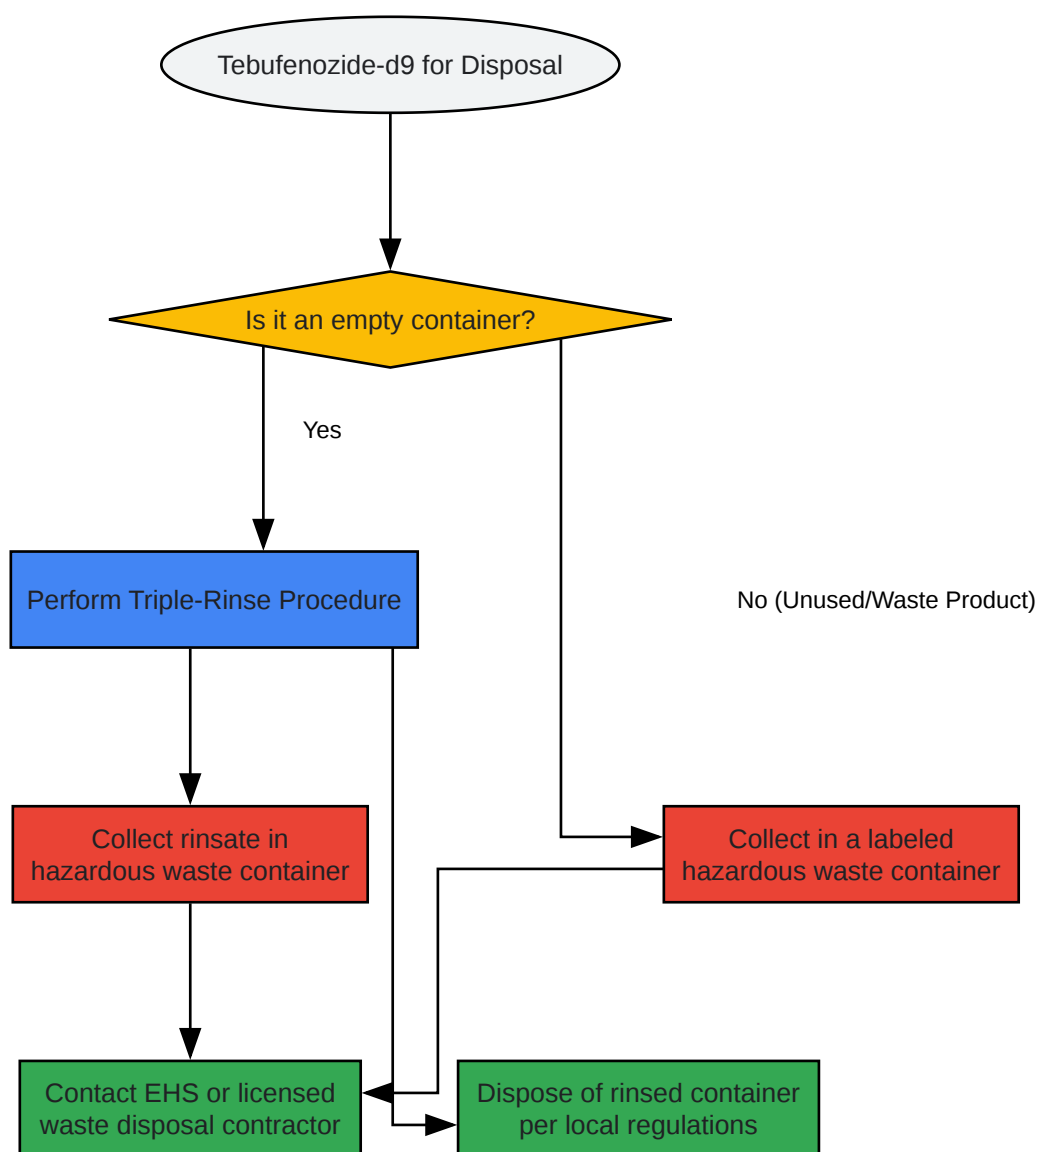 Tebufenozide-d9 for Disposal
Is it an empty container?
Yes
Perform Triple-Rinse Procedure
No (Unused/Waste Product)
Collect rinsate in
hazardous waste container
Collect in a labeled
hazardous waste container
Contact EHS or licensed
waste disposal contractor
Dispose of rinsed container
per local regulations